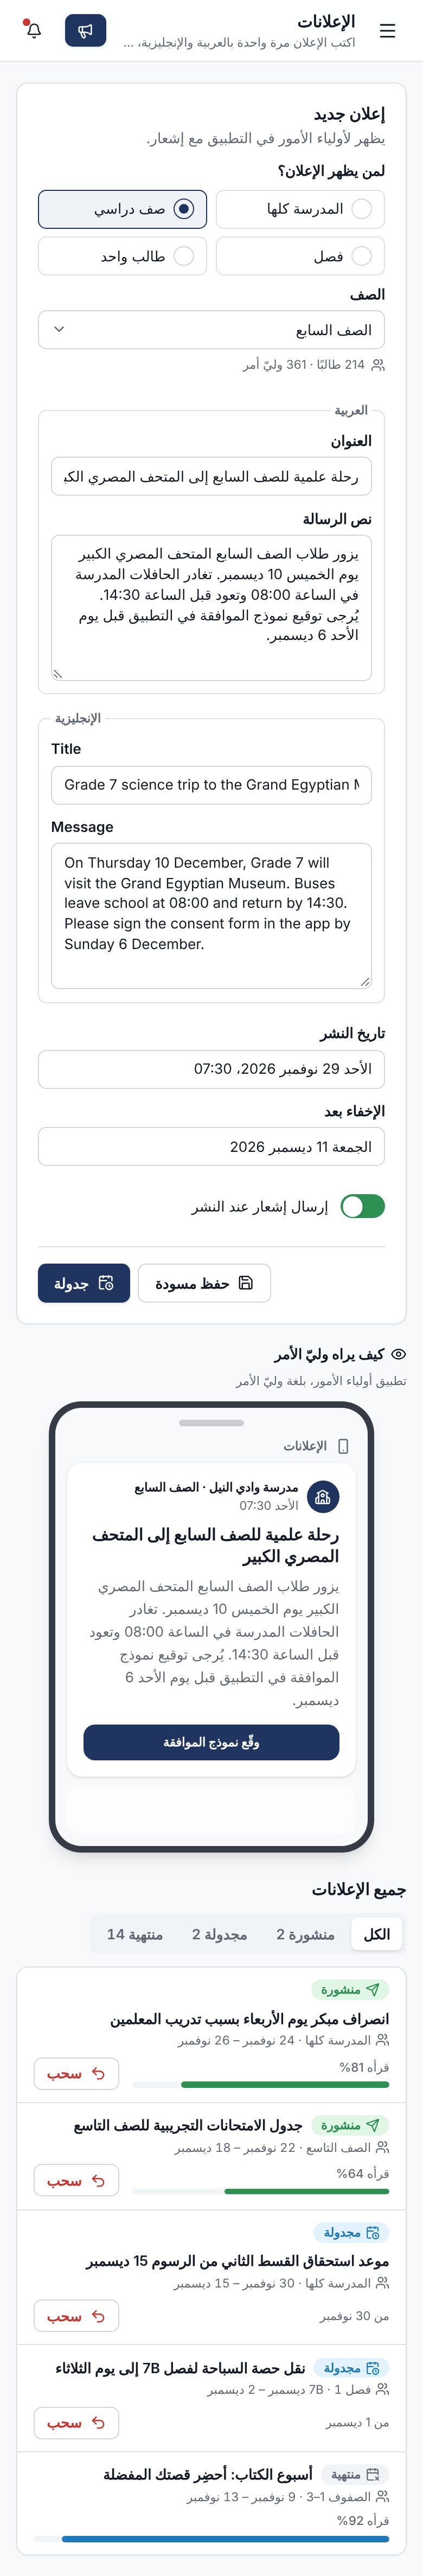 الإعلانات
اكتب الإعلان مرة واحدة بالعربية والإنجليزية، ...
إعلان جديد
يظهر لأولياء الأمور في التطبيق مع إشعار.
لمن يظهر الإعلان؟
المدرسة كلها
صف دراسي
فصل
طالب واحد
الصف
الصف السابع
214 طالبًا · 361 وليّ أمر
العربية
العنوان
رحلة علمية للصف السابع إلى المتحف المصري الكب
نص الرسالة
يزور طلاب الصف السابع المتحف المصري الكبير
يوم الخميس 10 ديسمبر. تغادر الحافلات المدرسة
في الساعة 08:00 وتعود قبل الساعة 14:30.
يُرجى توقيع نموذج الموافقة في التطبيق قبل يوم
الأحد 6 ديسمبر.
الإنجليزية
Title
Grade 7 science trip to the Grand Egyptian M
Message
On Thursday 10 December, Grade 7 will
visit the Grand Egyptian Museum. Buses
leave school at 08:00 and return by 14:30.
Please sign the consent form in the app by
Sunday 6 December.
تاريخ النشر
الأحد 29 نوفمبر 2026، 07:30
الإخفاء بعد
الجمعة 11 ديسمبر 2026
إرسال إشعار عند النشر
حفظ مسودة
جدولة
كيف يراه وليّ الأمر
تطبيق أولياء الأمور، بلغة وليّ الأمر
الإعلانات
مدرسة وادي النيل · الصف السابع
الأحد 07:30
رحلة علمية للصف السابع إلى المتحف
المصري الكبير
يزور طلاب الصف السابع المتحف المصري
الكبير يوم الخميس 10 ديسمبر. تغادر
الحافلات المدرسة في الساعة 08:00 وتعود
قبل الساعة 14:30. يُرجى توقيع نموذج
الموافقة في التطبيق قبل يوم الأحد 6
ديسمبر.
وقّع نموذج الموافقة
جميع الإعلانات
الكل
منشورة 2
مجدولة 2
منتهية 14
منشورة
انصراف مبكر يوم الأربعاء بسبب تدريب المعلمين
المدرسة كلها · 24 نوفمبر – 26 نوفمبر
قرأه 81%
سحب
منشورة
جدول الامتحانات التجريبية للصف التاسع
الصف التاسع · 22 نوفمبر – 18 ديسمبر
قرأه 64%
سحب
مجدولة
موعد استحقاق القسط الثاني من الرسوم 15 ديسمبر
المدرسة كلها · 30 نوفمبر – 15 ديسمبر
من 30 نوفمبر
سحب
مجدولة
نقل حصة السباحة لفصل 7B إلى يوم الثلاثاء
فصل 7B · 1 ديسمبر – 2 ديسمبر
من 1 ديسمبر
سحب
منتهية
أسبوع الكتاب: أحضِر قصتك المفضلة
الصفوف 1–3 · 9 نوفمبر – 13 نوفمبر
قرأه 92%